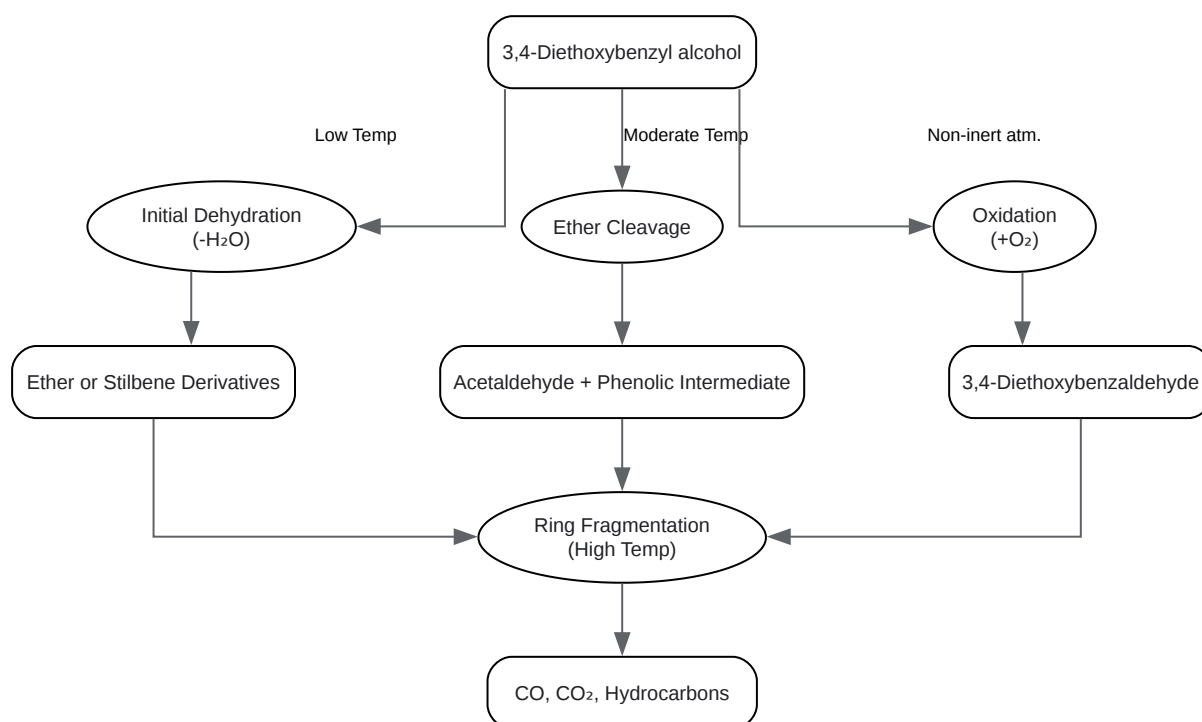 3,4-Diethoxybenzyl alcohol
Low Temp
Moderate Temp
Non-inert atm.
Initial Dehydration
(-H₂O)
Ether Cleavage
Oxidation
(+O₂)
Ether or Stilbene Derivatives
Acetaldehyde + Phenolic Intermediate
3,4-Diethoxybenzaldehyde
Ring Fragmentation
(High Temp)
CO, CO₂, Hydrocarbons